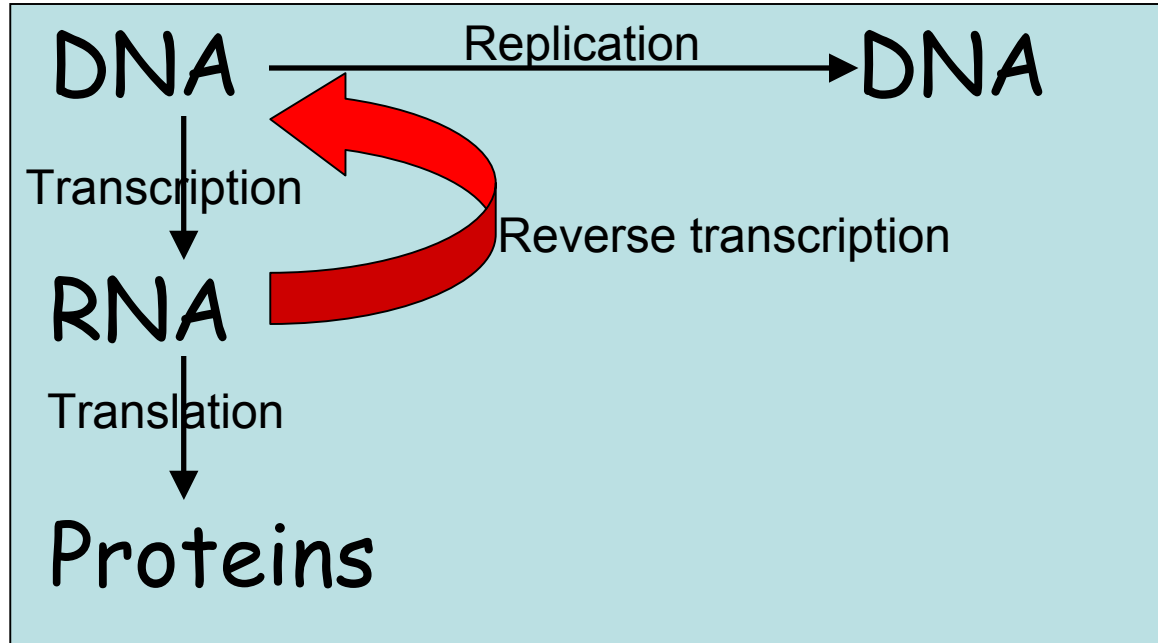 DNA Replication DNA
Transcription
Reverse transcription
RNA
Translation
Proteins